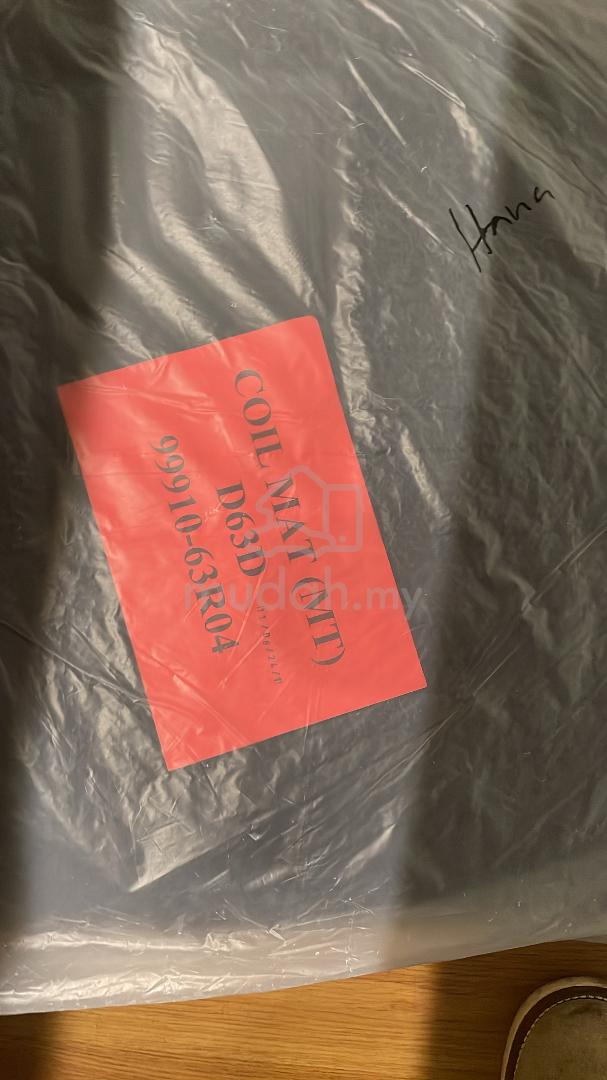 Hana
COIL MAT (MT)
D63D
99910-63R04
mudah.my